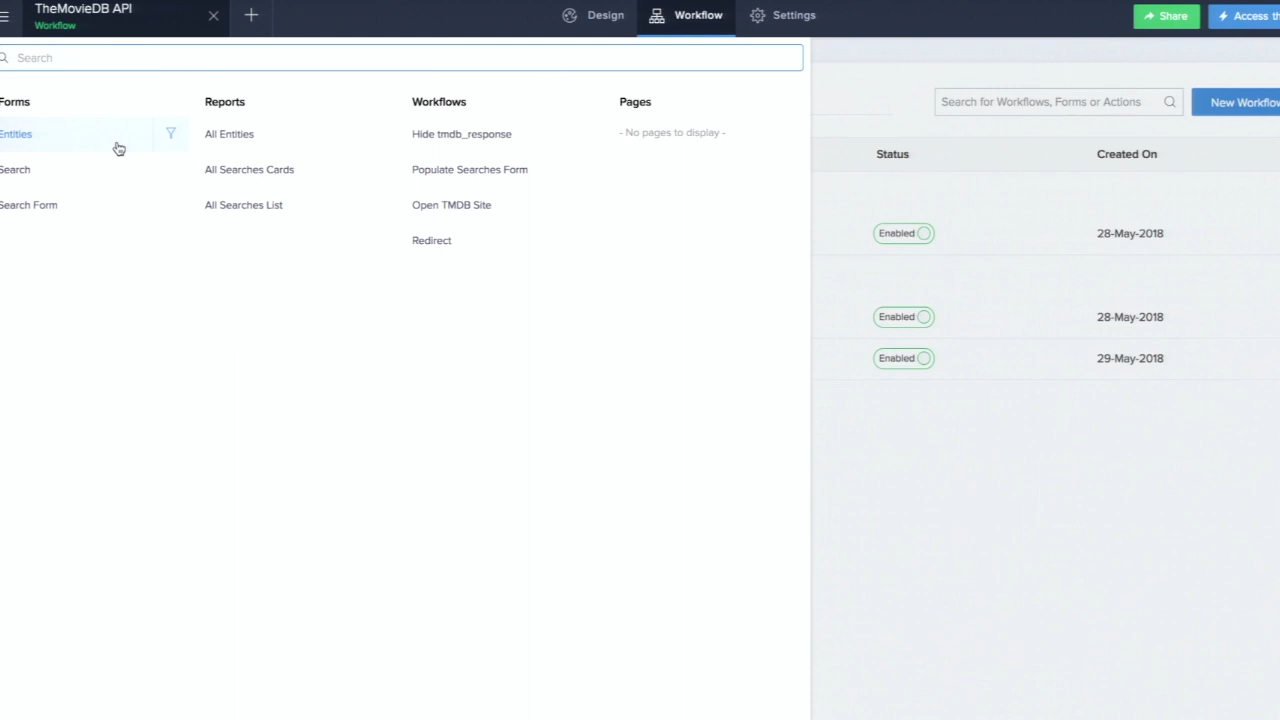 TheMovieDB API
Workflow
Design
Workflow
Settings
Share
Access th
Search
Forms
Reports
Workflows
Pages
Entities
All Entities
Hide tmdb_response
- No pages to display -
Search
All Searches Cards
Populate Searches Form
Search Form
All Searches List
Open TMDB Site
Redirect
Search for Workflows, Forms or Actions
New Workflow
Status
Created On
Enabled
28-May-2018
Enabled
28-May-2018
Enabled
29-May-2018